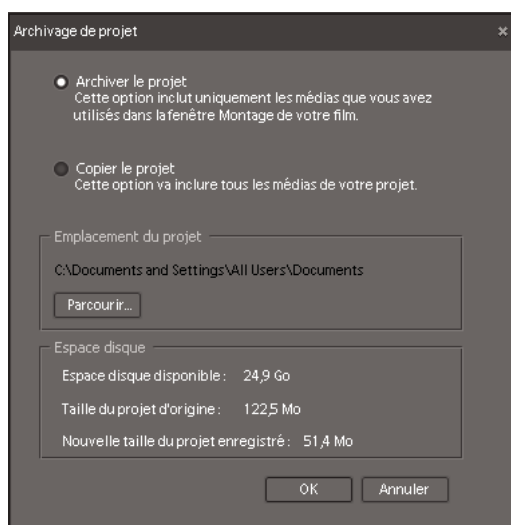 Archivage de projet
Archiver le projet
Cette option inclut uniquement les médias que vous avez
utilisés dans la fenêtre Montage de votre film.
Copier le projet
Cette option va inclure tous les médias de votre projet.
Emplacement du projet
C:\Documents and Settings\All Users\Documents
Parcourir...
Espace disque
Espace disque disponible : 24,9 Go
Taille du projet d'origine : 122,5 Mo
Nouvelle taille du projet enregistré : 51,4 Mo
OK Annuler